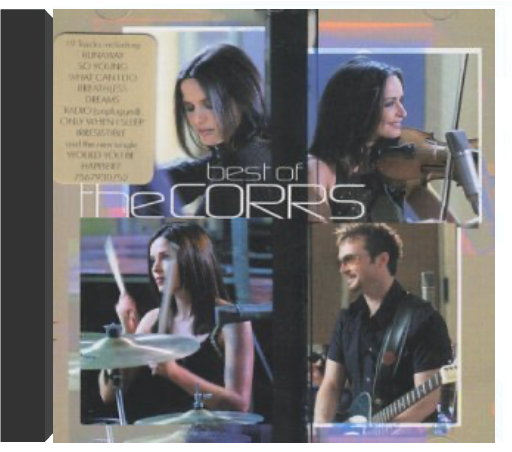 19 Tracks including
RUNAWAY
SO YOUNG
WHAT CAN I DO
BREATHLESS
DREAMS
RADIO (unplugged)
ONLY WHEN I SLEEP
IRRESISTIBLE
and the new single
WOULD YOU BE
HAPPIER?
7567930752
best of
the CORRS